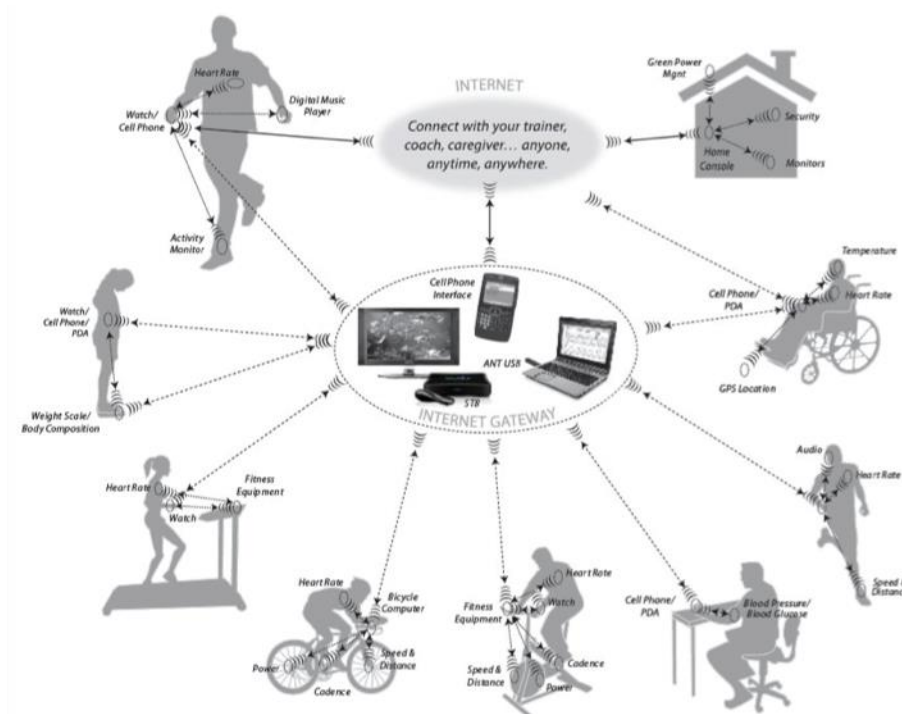 INTERNET
Connect with your trainer,
coach, caregiver... anyone,
anytime, anywhere.
Heart Rate
Digital Music
Player
Watch/
Cell Phone
Activity
Monitor
Green Power
Mgnt
Security
Home
Console
Monitors
Watch/
Cell Phone/
PDA
Weight Scale/
Body Composition
Cell Phone
Interface
ANT USB
STB
INTERNET GATEWAY
Temperature
Cell Phone/
PDA
Heart Rate
GPS Location
Heart Rate
Fitness
Equipment
Watch
Audio
Heart Rate
Speed &
Distance
Heart Rate
Bicycle
Computer
Power
Speed &
Distance
Cadence
Heart Rate
Fitness
Equipment
Watch
Speed &
Distance
Cadence
Power
Cell Phone/
PDA
Blood Pressure/
Blood Glucose